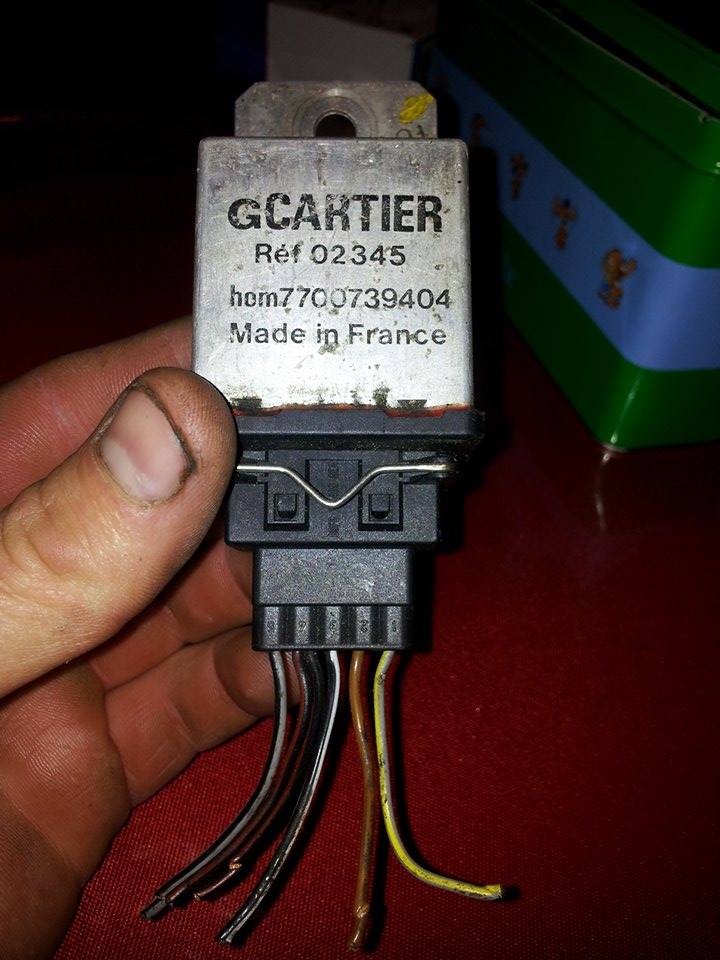 GCARTIER
Réf 02345
hom7700739404
Made in France